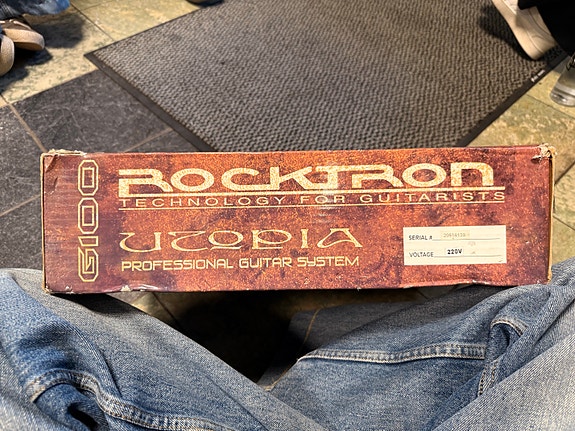 G100
ROCKTRON
TECHNOLOGY FOR GUITARISTS
UTOPIA
PROFESSIONAL GUITAR SYSTEM
SERIAL #
VOLTAGE 220V